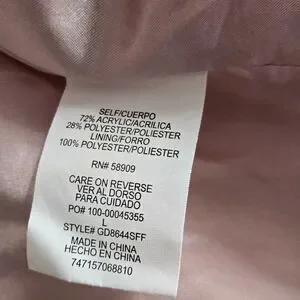 SELF/CUERPO
72% ACRYLIC/ACRILICA
28% POLYESTER/POLIESTER
LINING/FORRO
100% POLYESTER/POLIESTER
RN# 58909
CARE ON REVERSE
VER AL DORSO
PARA CUIDADO
PO# 100-00045355
L
STYLE# GD8644SFF
MADE IN CHINA
HECHO EN CHINA
747157068810